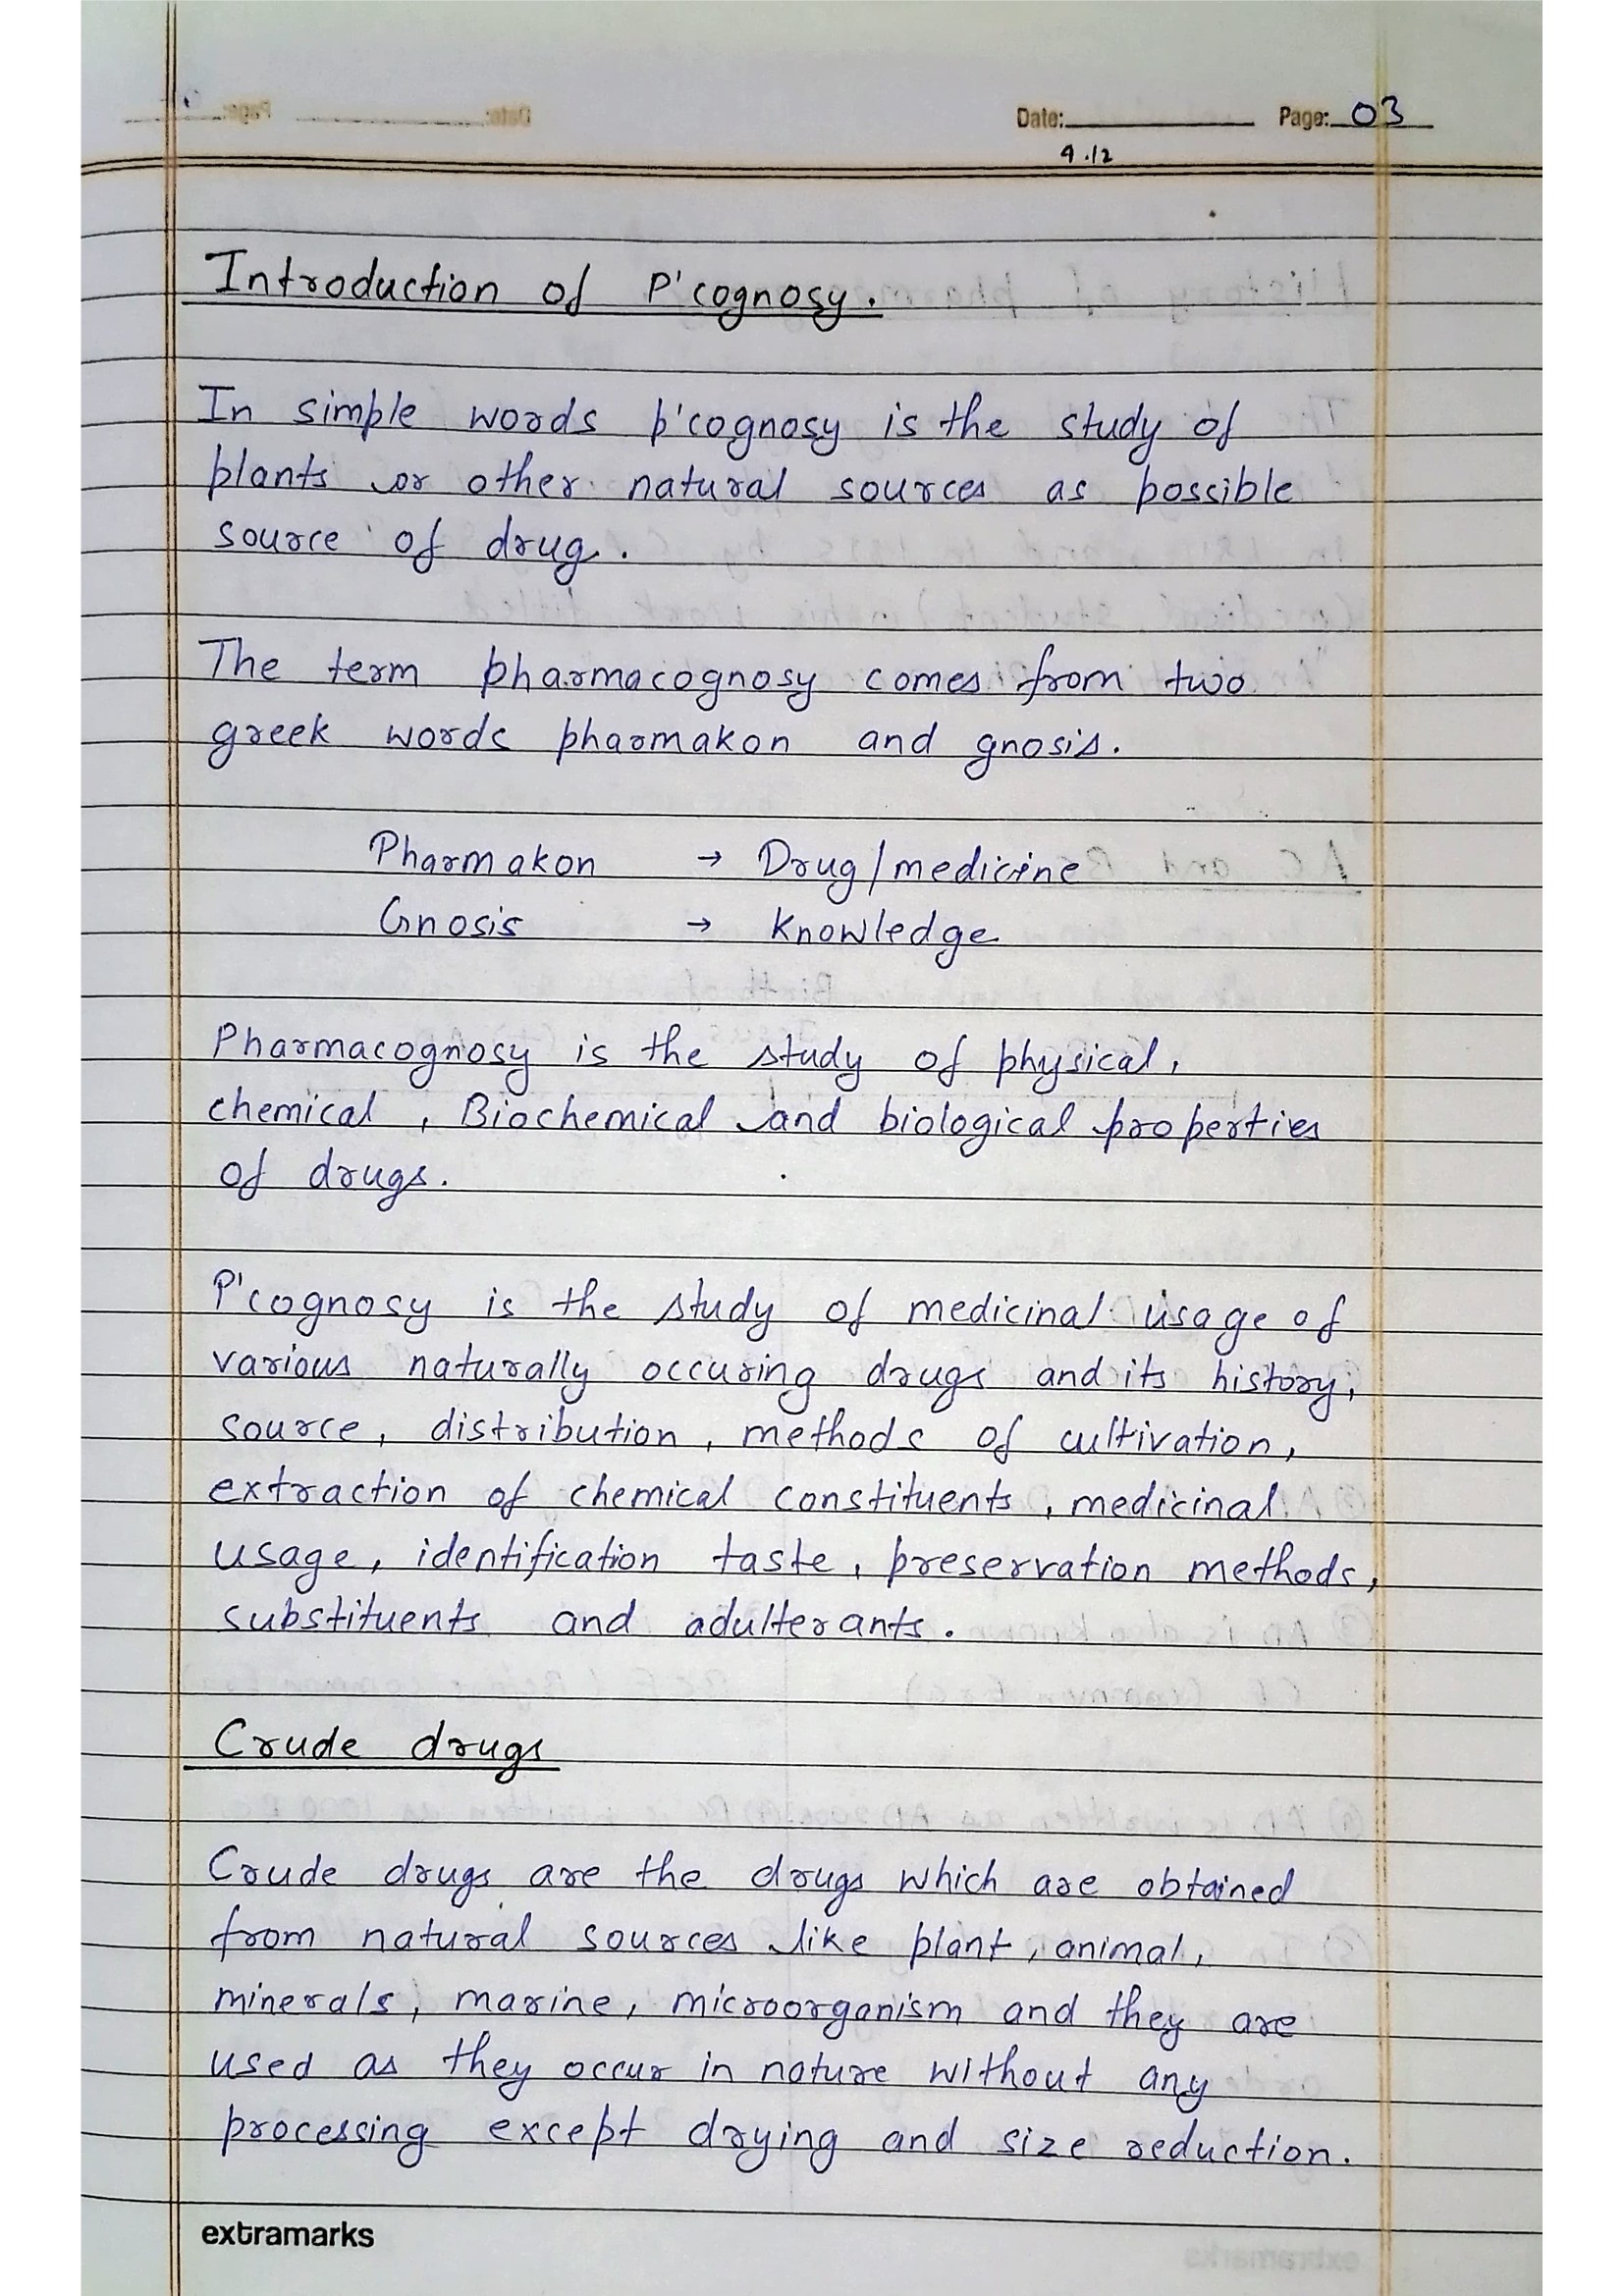 Date: Page: 03
9.12
Introduction of P'cognosy.
In simple words p'cognosy is the study of
plants or other natural sources as possible
source of drug.
The term pharmacognosy comes from two
greek words pharmakon and gnosis.
Pharmakon → Drug/medicine
Gnosis → Knowledge
Pharmacognosy is the study of physical,
chemical, Biochemical and biological properties
of drugs.
P'cognosy is the study of medicinal usage of
various naturally occuring drugs and its history,
source, distribution, methods of cultivation,
extraction of chemical constituents, medicinal
usage, identification taste, preservation methods,
substituents and adulterants.
Crude drugs
Crude drugs are the drugs which are obtained
from natural sources like plant, animal,
minerals, marine, microorganism and they are
used as they occur in nature without any
processing except drying and size reduction.
extramarks